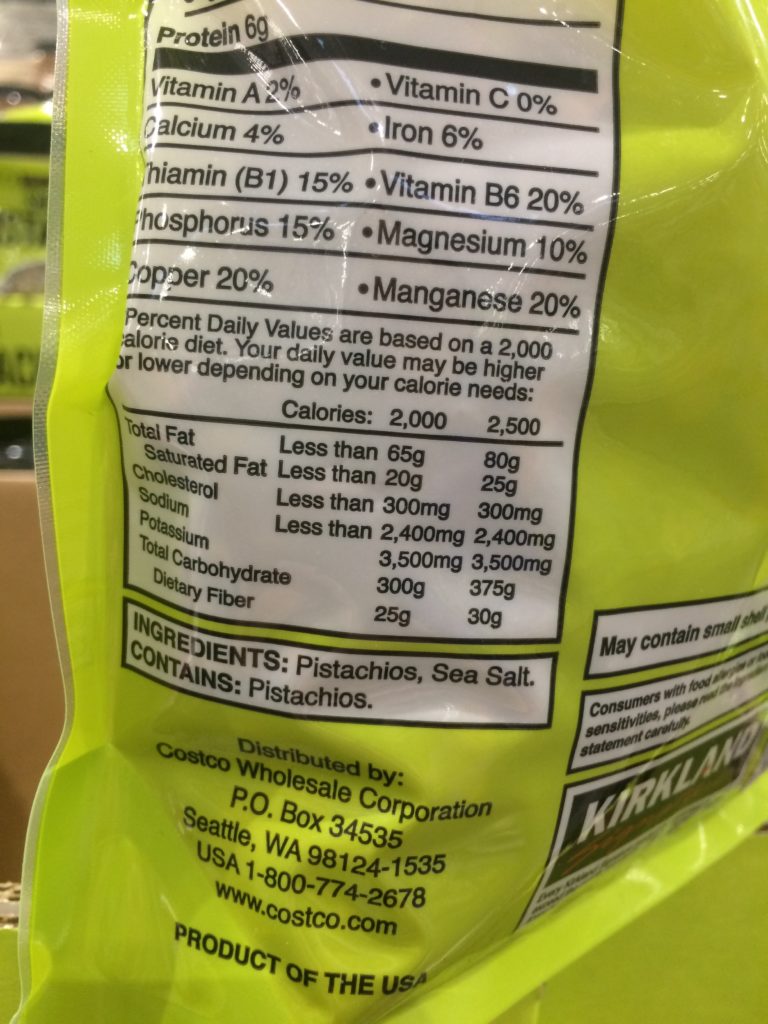 Protein 6g
Vitamin A 2% • Vitamin C 0%
Calcium 4% • Iron 6%
Thiamin (B1) 15% • Vitamin B6 20%
Phosphorus 15% • Magnesium 10%
Copper 20% • Manganese 20%
Percent Daily Values are based on a 2,000
calorie diet. Your daily value may be higher
or lower depending on your calorie needs:
Calories: 2,000 2,500
Total Fat Less than 65g 80g
Saturated Fat Less than 20g 25g
Cholesterol Less than 300mg 300mg
Sodium Less than 2,400mg 2,400mg
Potassium 3,500mg 3,500mg
Total Carbohydrate 300g 375g
Dietary Fiber 25g 30g
INGREDIENTS: Pistachios, Sea Salt.
CONTAINS: Pistachios.
Distributed by:
Costco Wholesale Corporation
P.O. Box 34535
Seattle, WA 98124-1535
USA 1-800-774-2678
www.costco.com
PRODUCT OF THE USA
May contain small shell
Consumers with food allergies or
sensitivities, please read the
statement carefully.
KIRKLAND